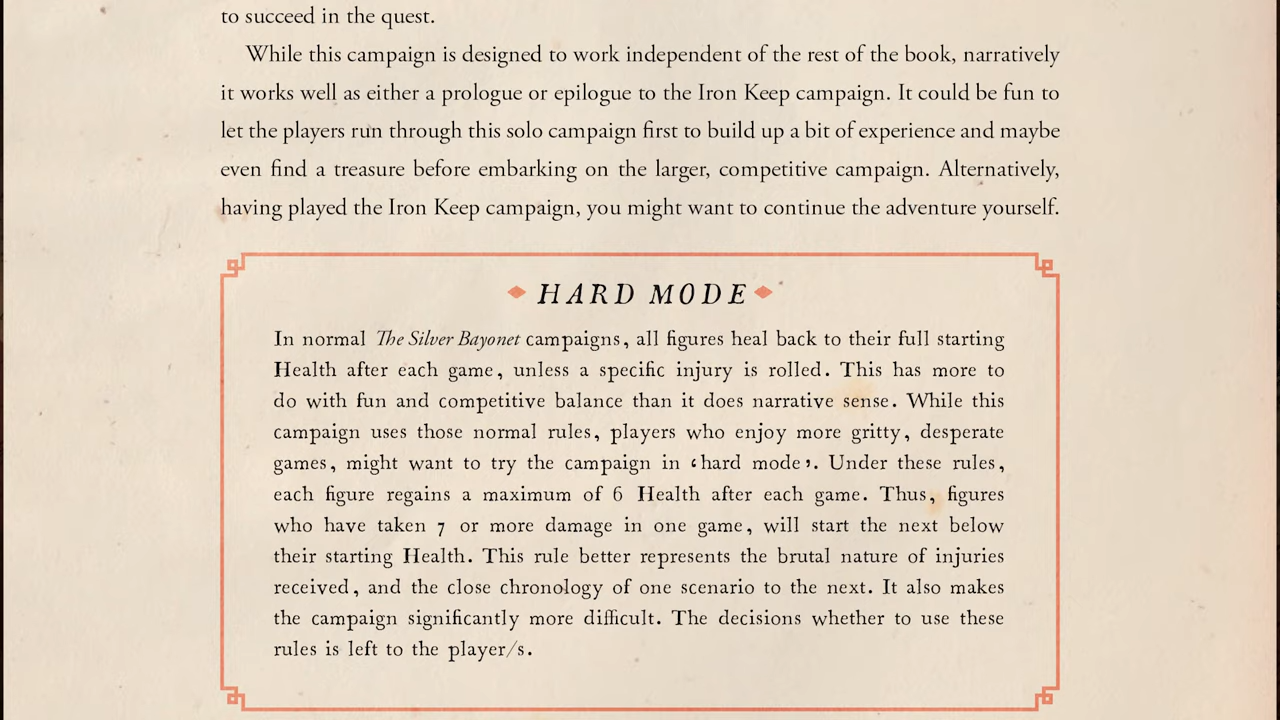 to succeed in the quest.
While this campaign is designed to work independent of the rest of the book, narratively
it works well as either a prologue or epilogue to the Iron Keep campaign. It could be fun to
let the players run through this solo campaign first to build up a bit of experience and maybe
even find a treasure before embarking on the larger, competitive campaign. Alternatively,
having played the Iron Keep campaign, you might want to continue the adventure yourself.
HARD MODE
In normal The Silver Bayonet campaigns, all figures heal back to their full starting
Health after each game, unless a specific injury is rolled. This has more to
do with fun and competitive balance than it does narrative sense. While this
campaign uses those normal rules, players who enjoy more gritty, desperate
games, might want to try the campaign in ‘hard mode’. Under these rules,
each figure regains a maximum of 6 Health after each game. Thus, figures
who have taken 7 or more damage in one game, will start the next below
their starting Health. This rule better represents the brutal nature of injuries
received, and the close chronology of one scenario to the next. It also makes
the campaign significantly more difficult. The decisions whether to use these
rules is left to the player/s.